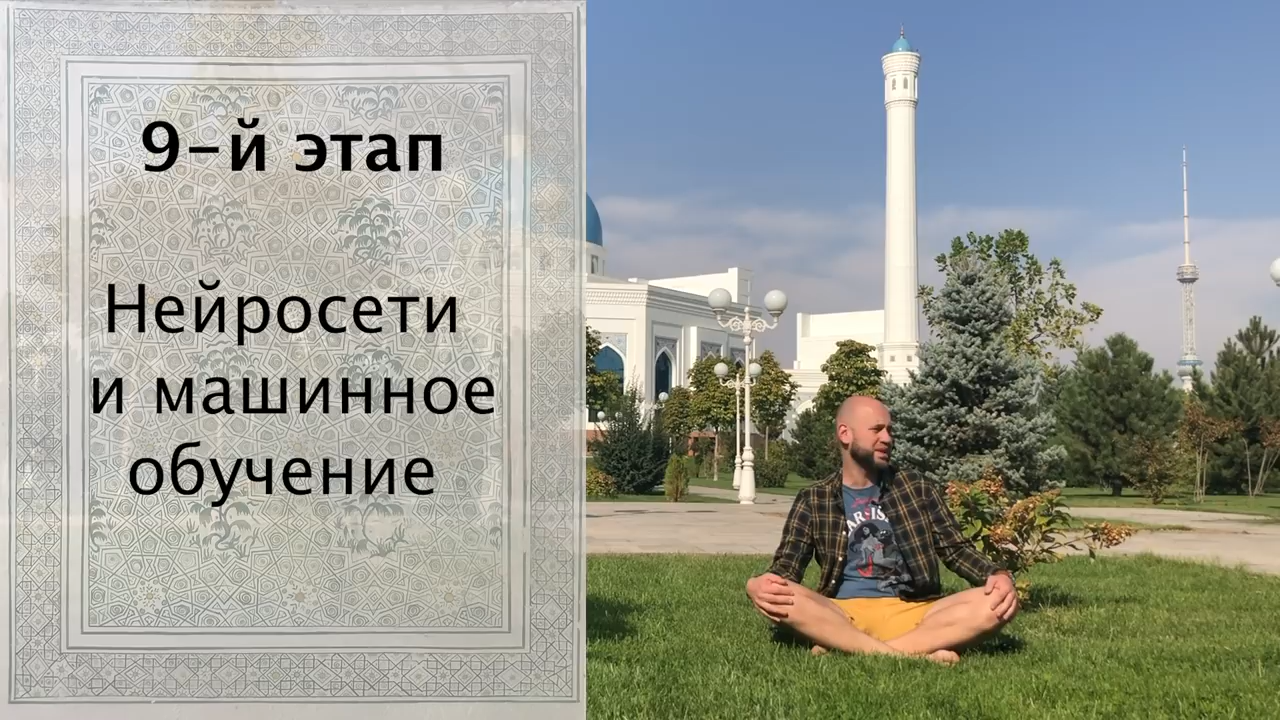 9-й этап
Нейросети
и машинное
обучение